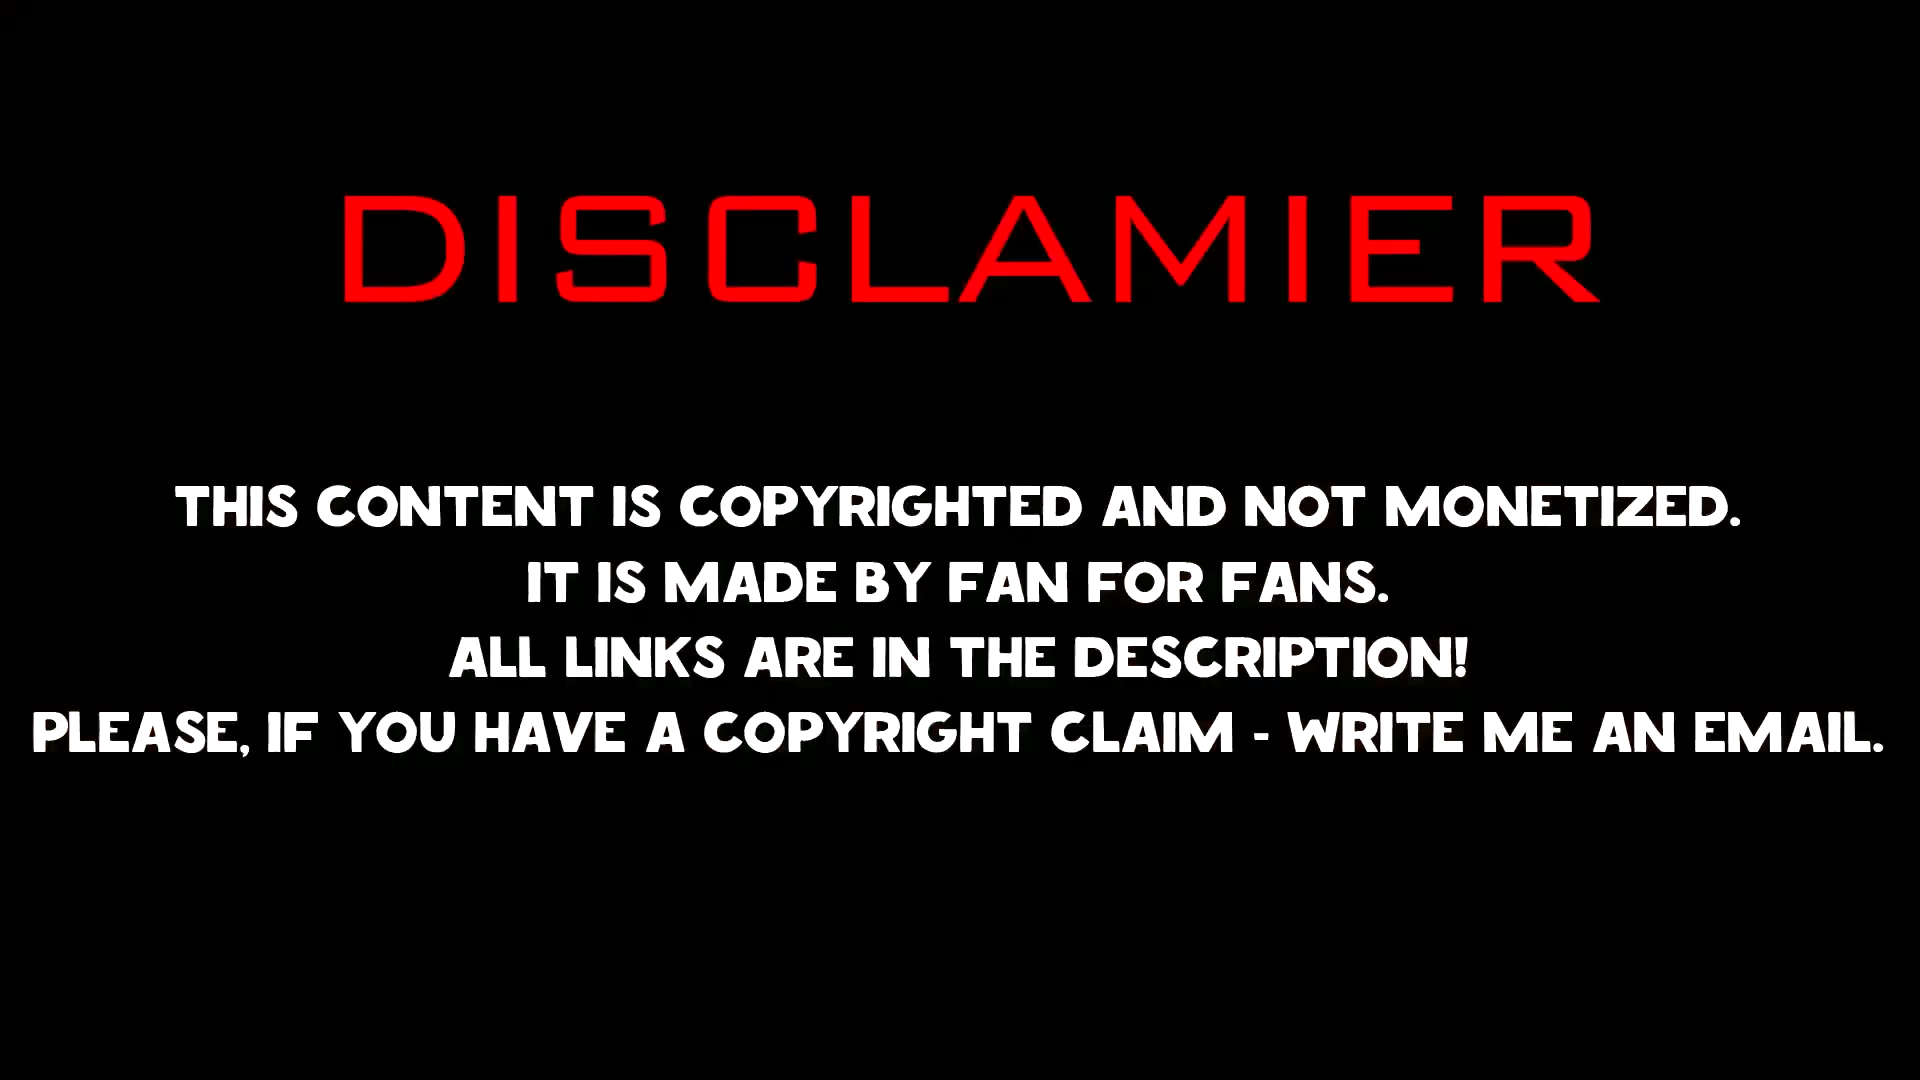 DISCLAMIER
THIS CONTENT IS COPYRIGHTED AND NOT MONETIZED.
IT IS MADE BY FAN FOR FANS.
ALL LINKS ARE IN THE DESCRIPTION!
PLEASE, IF YOU HAVE A COPYRIGHT CLAIM - WRITE ME AN EMAIL.